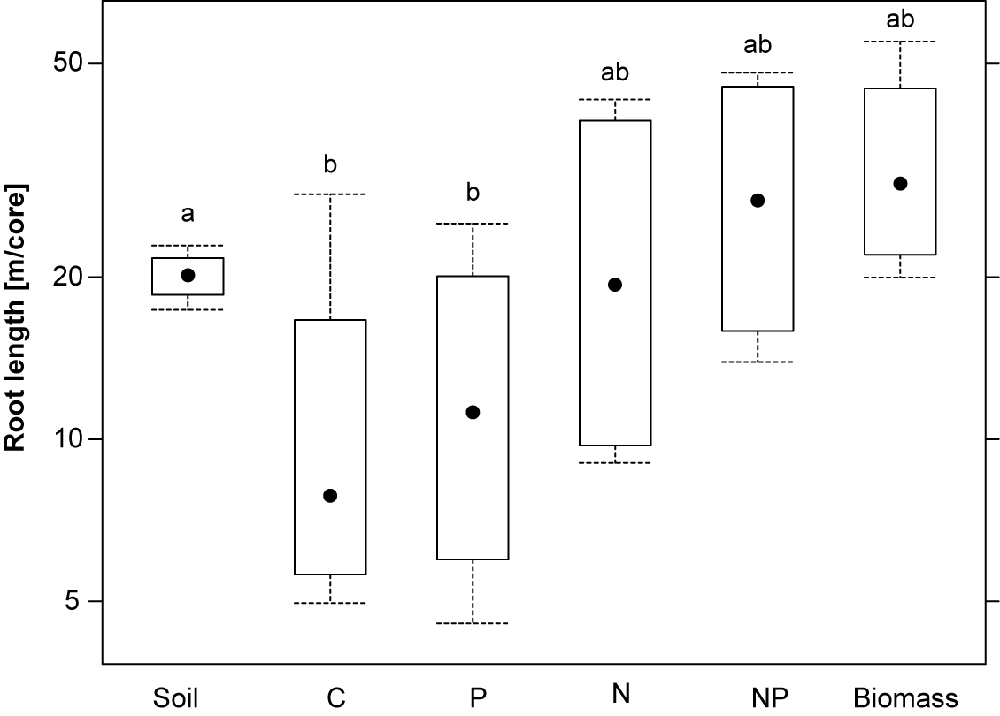 ab
50
ab
ab
b
b
a
Root length [m/core]
20
10
5
Soil C P N NP Biomass